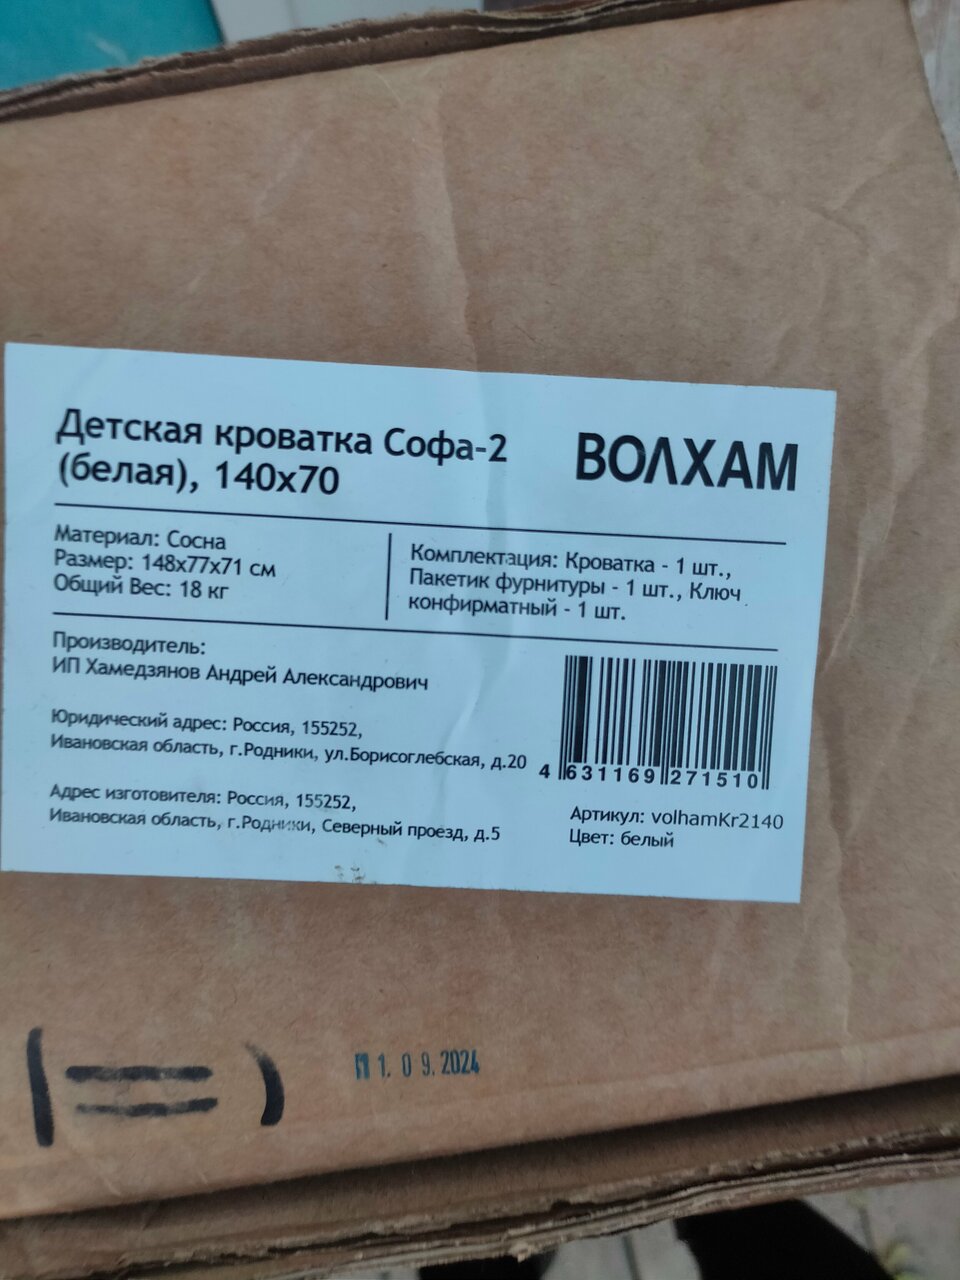 Детская кроватка Софа-2
(белая), 140x70
ВОЛХАМ
Материал: Сосна
Размер: 148x77x71 см
Общий Вес: 18 кг
Комплектация: Кроватка - 1 шт.,
Пакетик фурнитуры - 1 шт., Ключ
конфирматный - 1 шт.
Производитель:
ИП Хамедзянов Андрей Александрович
Юридический адрес: Россия, 155252,
Ивановская область, г.Родники, ул.Борисоглебская, д.20
Адрес изготовителя: Россия, 155252,
Ивановская область, г.Родники, Северный проезд, д.5
4 631169 271510
Артикул: volhamKr2140
Цвет: белый
1. 0 9. 2024